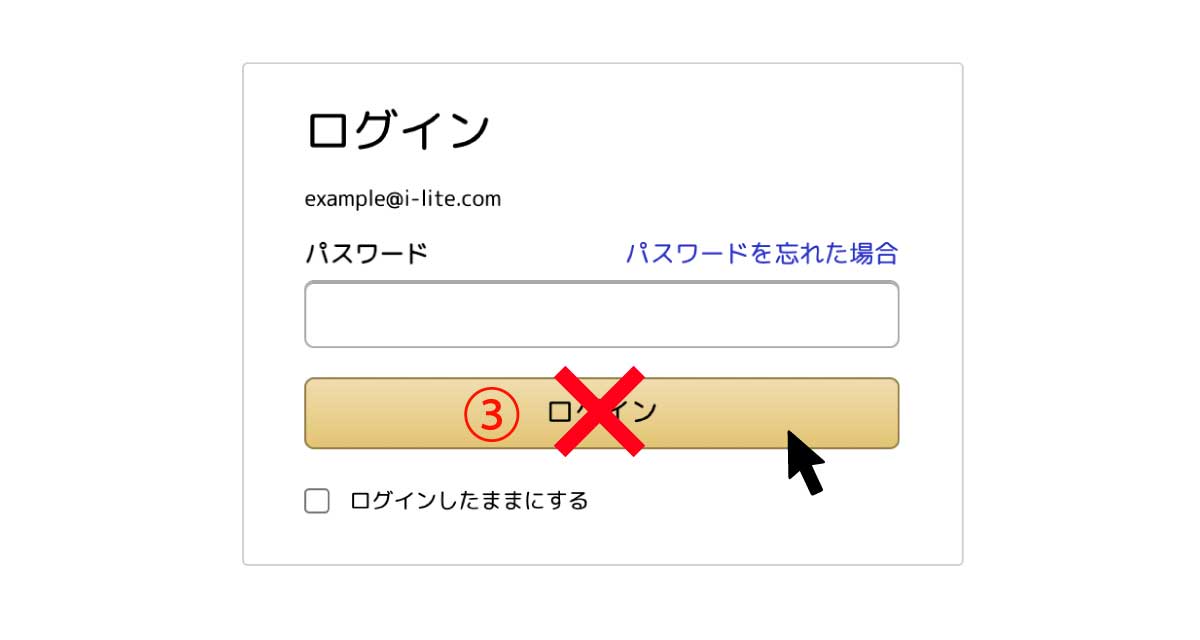 ログイン
example@i-lite.com
パスワード パスワードを忘れた場合
③ ログイン
ログインしたままにする